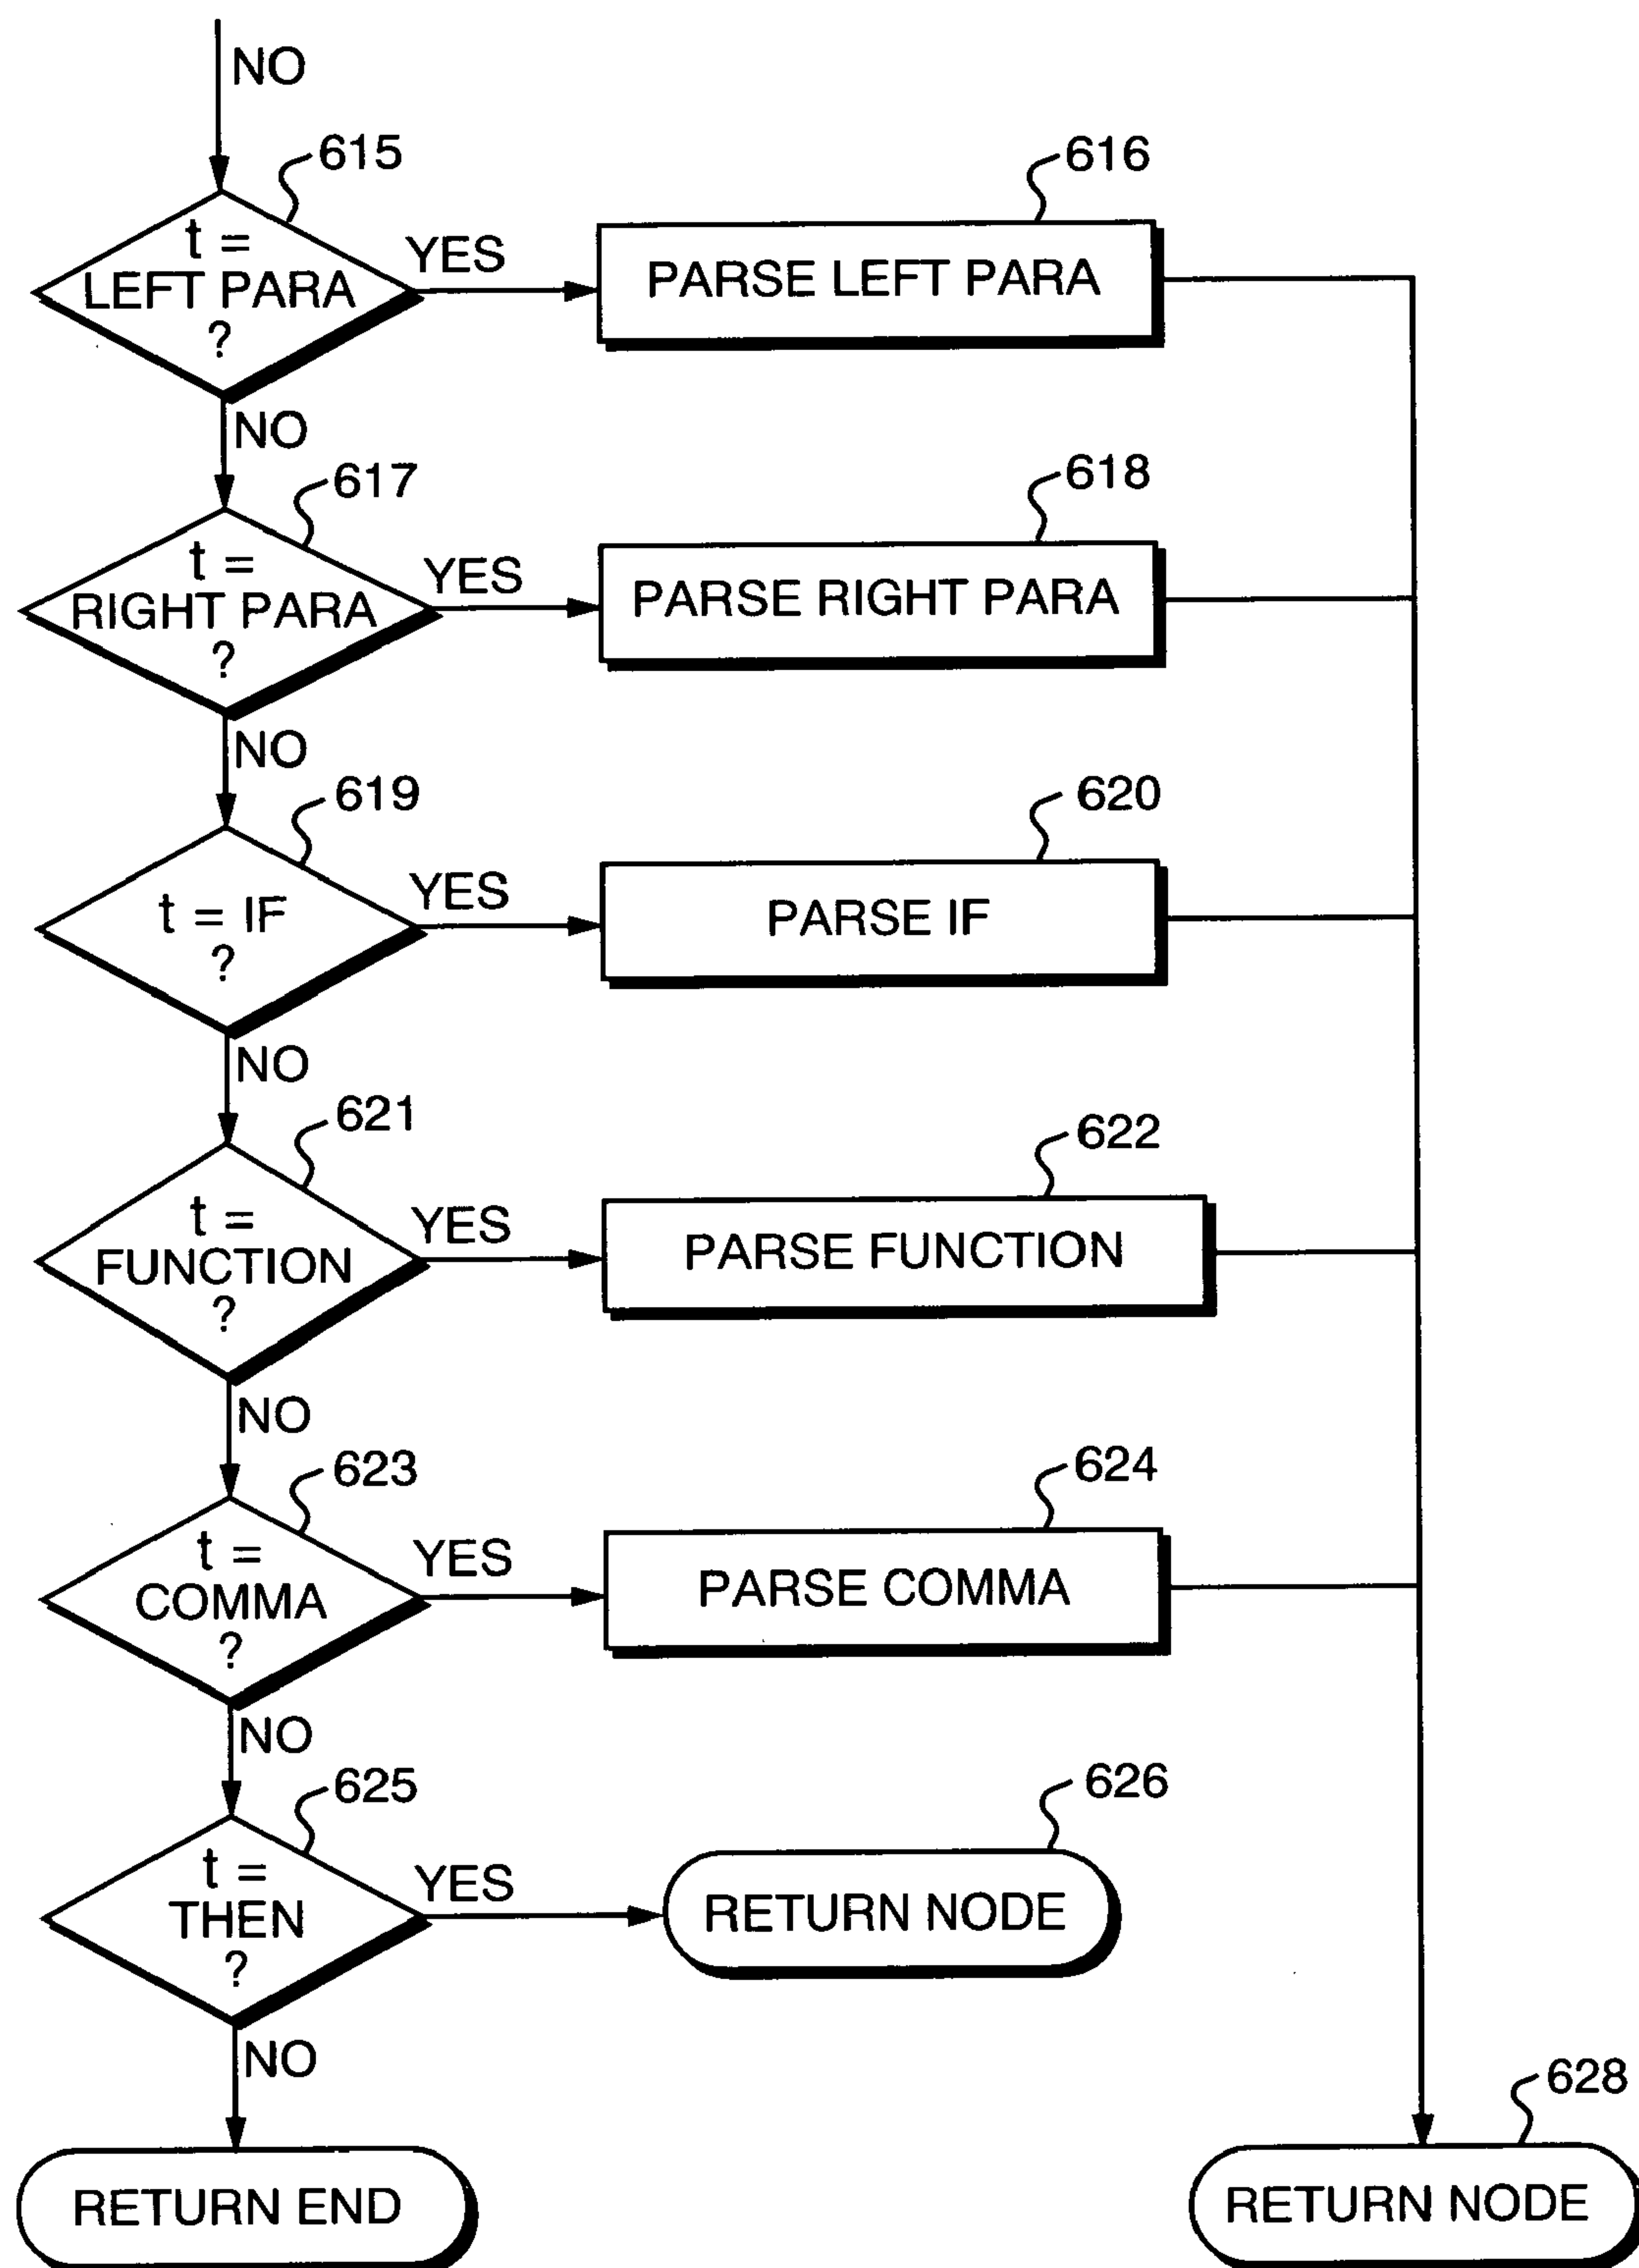 NO
615
616
t =
LEFT PARA
?
YES
PARSE LEFT PARA
NO
617
618
t =
RIGHT PARA
?
YES
PARSE RIGHT PARA
NO
619
620
t = IF
?
YES
PARSE IF
NO
621
622
t =
FUNCTION
?
YES
PARSE FUNCTION
NO
623
624
t =
COMMA
?
YES
PARSE COMMA
NO
625
626
t =
THEN
?
YES
RETURN NODE
NO
628
RETURN END
RETURN NODE